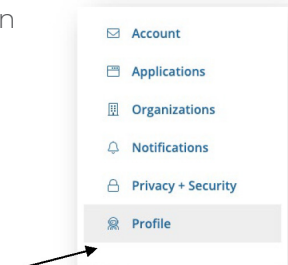 n
Account
Applications
Organizations
Notifications
Privacy + Security
Profile